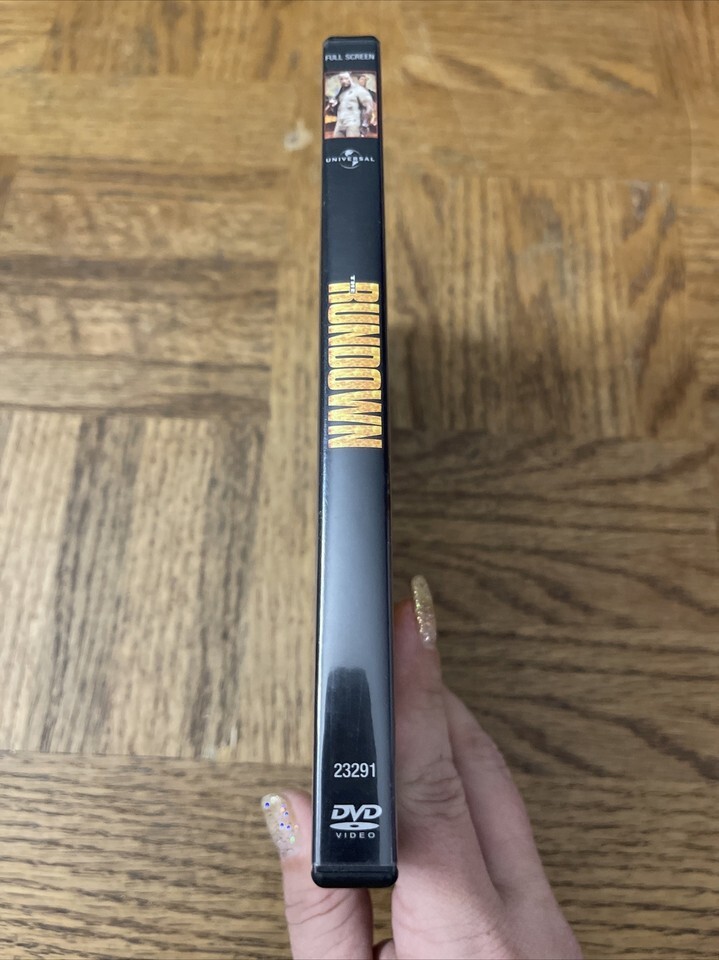 FULL SCREEN
UNIVERSAL
THE
RUNDOWN
23291
DVD
VIDEO